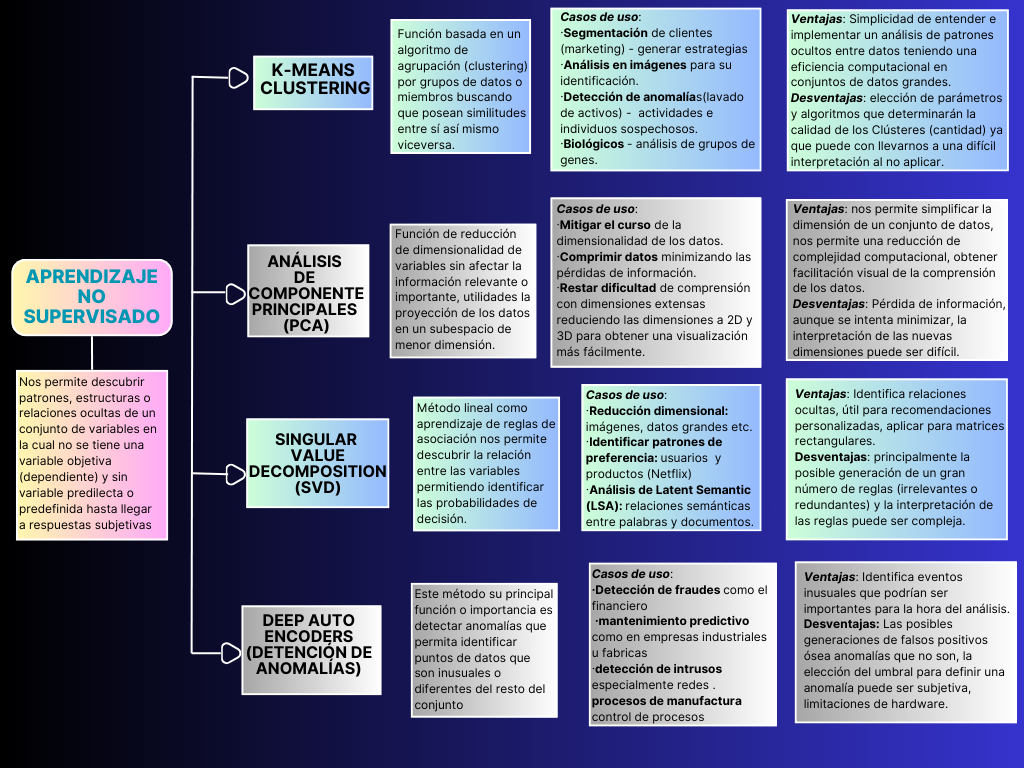 APRENDIZAJE
NO
SUPERVISADO
Nos permite descubrir
patrones, estructuras o
relaciones ocultas de un
conjunto de variables en
la cual no se tiene una
variable objetiva
(dependiente) y sin
variable predilecta o
predefinida hasta llegar
a respuestas subjetivas
K-MEANS
CLUSTERING
Función basada en un
algoritmo de
agrupación (clustering)
por grupos de datos o
miembros buscando
que posean similitudes
entre sí así mismo
viceversa.
Casos de uso:
·Segmentación de clientes
(marketing) - generar estrategias
·Análisis en imágenes para su
identificación.
·Detección de anomalías(lavado
de activos) - actividades e
individuos sospechosos.
·Biológicos - análisis de grupos de
genes.
Ventajas: Simplicidad de entender e
implementar un análisis de patrones
ocultos entre datos teniendo una
eficiencia computacional en
conjuntos de datos grandes.
Desventajas: elección de parámetros
y algoritmos que determinarán la
calidad de los Clústeres (cantidad) ya
que puede con llevarnos a una difícil
interpretación al no aplicar.
ANÁLISIS
DE
COMPONENTE
PRINCIPALES
(PCA)
Función de reducción
de dimensionalidad de
variables sin afectar la
información relevante o
importante, utilidades la
proyección de los datos
en un subespacio de
menor dimensión.
Casos de uso:
·Mitigar el curso de la
dimensionalidad de los datos.
·Comprimir datos minimizando las
pérdidas de información.
·Restar dificultad de comprensión
con dimensiones extensas
reduciendo las dimensiones a 2D y
3D para obtener una visualización
más fácilmente.
Ventajas: nos permite simplificar la
dimensión de un conjunto de datos,
nos permite una reducción de
complejidad computacional, obtener
facilitación visual de la comprensión
de los datos.
Desventajas: Pérdida de información,
aunque se intenta minimizar, la
interpretación de las nuevas
dimensiones puede ser difícil.
SINGULAR
VALUE
DECOMPOSITION
(SVD)
Método lineal como
aprendizaje de reglas de
asociación nos permite
descubrir la relación
entre las variables
permitiendo identificar
las probabilidades de
decisión.
Casos de uso:
·Reducción dimensional:
imágenes, datos grandes etc.
·Identificar patrones de
preferencia: usuarios y
productos (Netflix)
·Análisis de Latent Semantic
(LSA): relaciones semánticas
entre palabras y documentos.
Ventajas: Identifica relaciones
ocultas, útil para recomendaciones
personalizadas, aplicar para matrices
rectangulares.
Desventajas: principalmente la
posible generación de un gran
número de reglas (irrelevantes o
redundantes) y la interpretación de
las reglas puede ser compleja.
DEEP AUTO
ENCODERS
(DETENCIÓN DE
ANOMALÍAS)
Este método su principal
función o importancia es
detectar anomalías que
permita identificar
puntos de datos que
son inusuales o
diferentes del resto del
conjunto
Casos de uso:
·Detección de fraudes como el
financiero
·mantenimiento predictivo
como en empresas industriales
u fabricas
·detección de intrusos
especialmente redes .
procesos de manufactura
control de procesos
Ventajas: Identifica eventos
inusuales que podrían ser
importantes para la hora del análisis.
Desventajas: Las posibles
generaciones de falsos positivos
ósea anomalías que no son, la
elección del umbral para definir una
anomalía puede ser subjetiva,
limitaciones de hardware.